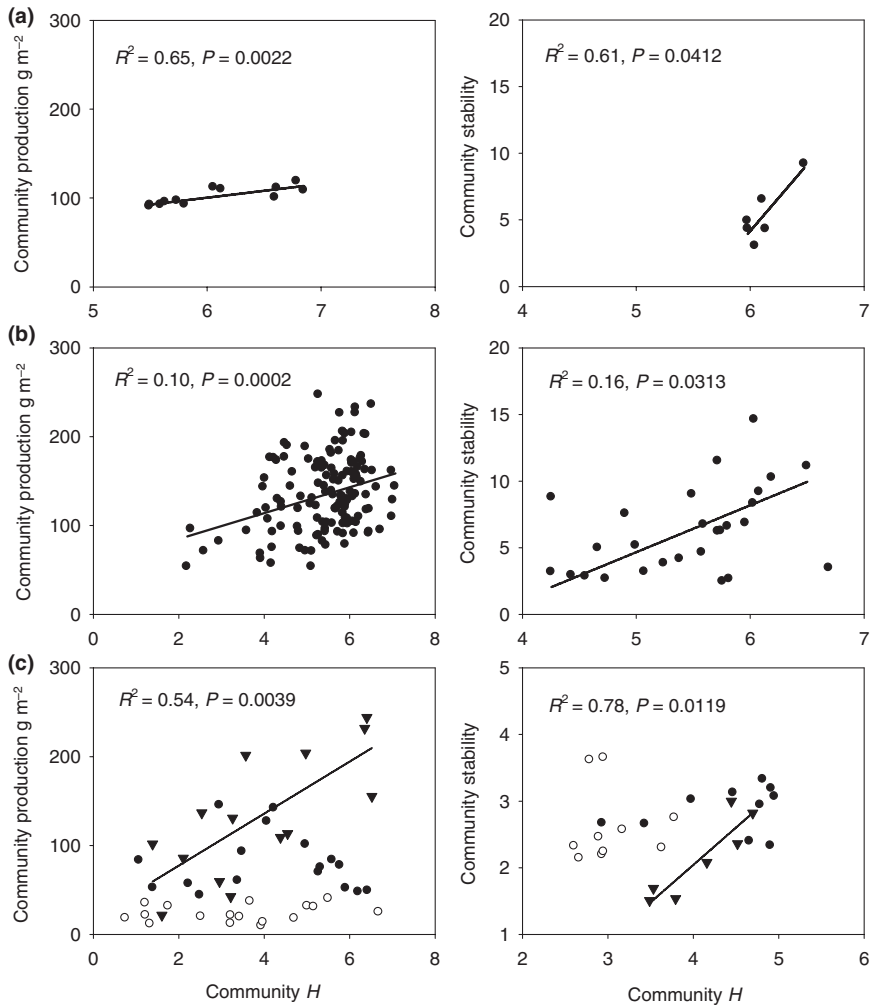 (a)
300
200
100
0
Community production g m⁻²
R² = 0.65, P = 0.0022
5 6 7 8
20
15
10
5
0
Community stability
R² = 0.61, P = 0.0412
4 5 6 7
(b)
300
200
100
0
Community production g m⁻²
R² = 0.10, P = 0.0002
0 2 4 6 8
20
15
10
5
0
Community stability
R² = 0.16, P = 0.0313
4 5 6 7
(c)
300
200
100
0
Community production g m⁻²
R² = 0.54, P = 0.0039
0 2 4 6 8
Community H
5
4
3
2
1
Community stability
R² = 0.78, P = 0.0119
2 3 4 5 6
Community H